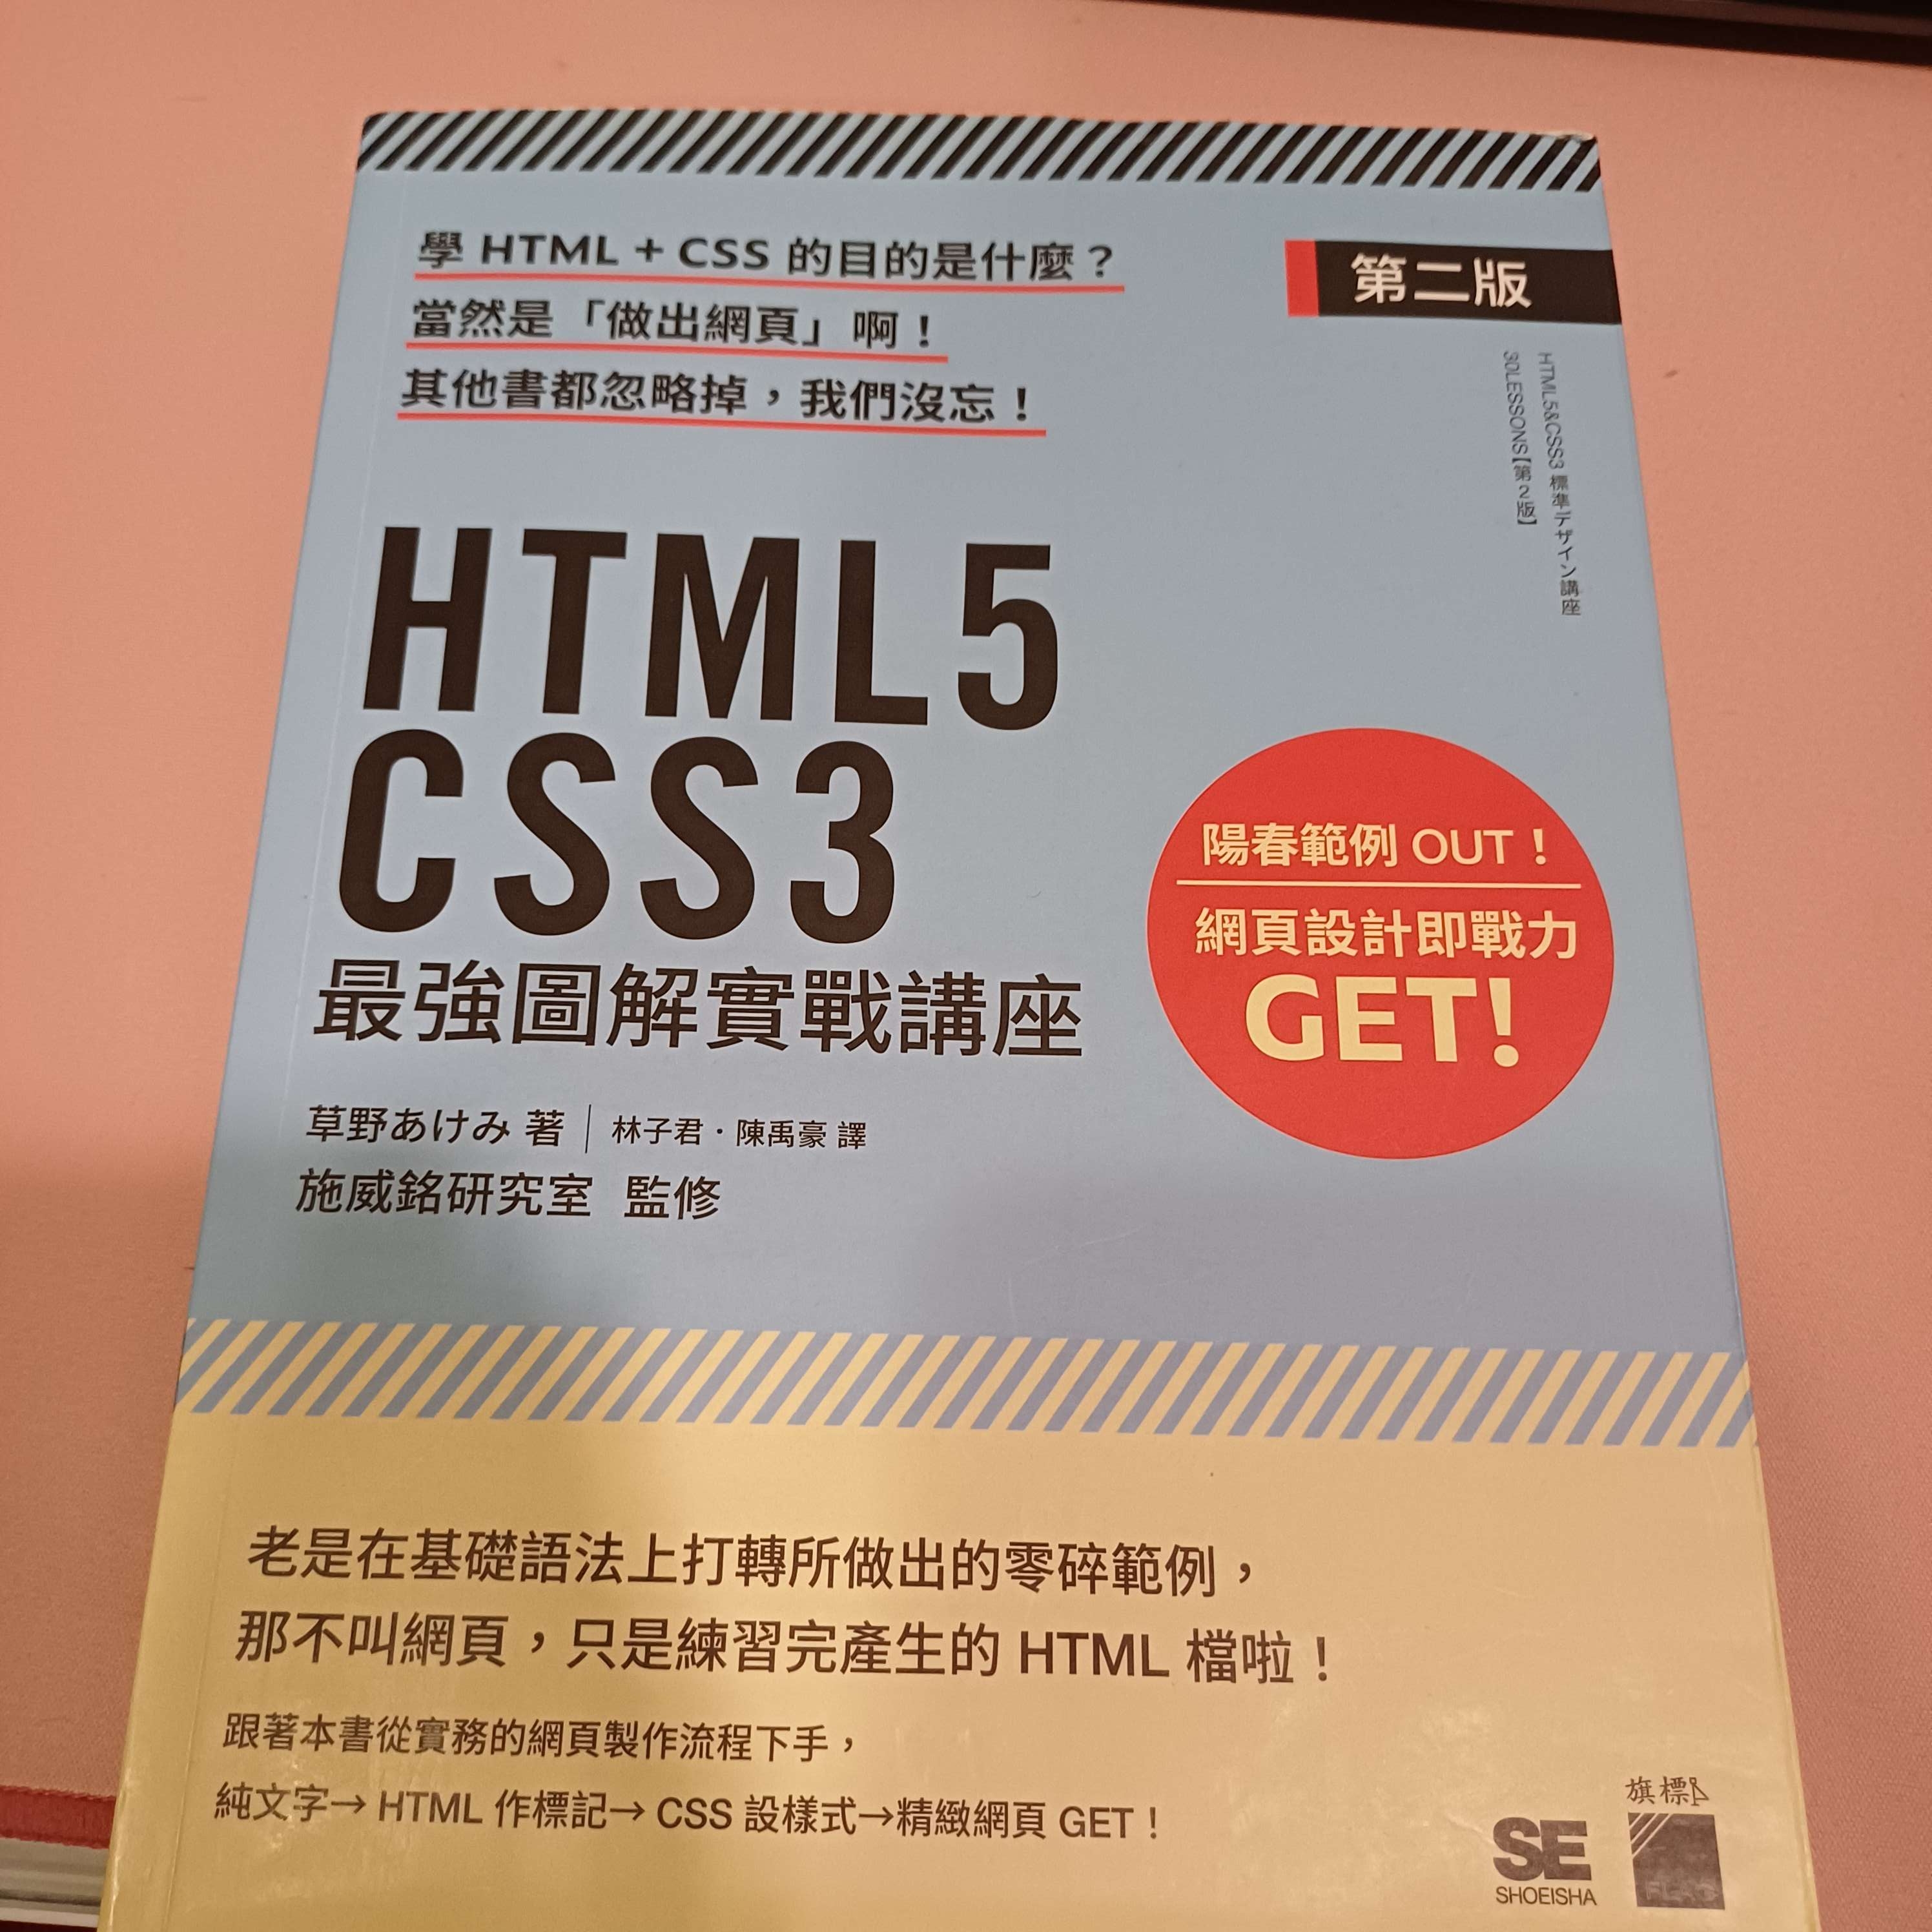 學 HTML + CSS 的目的是什麼？
當然是「做出網頁」啊！
其他書都忽略掉，我們沒忘！
第二版
HTML5&CSS3 標準デザイン講座
30LESSONS【第2版】
HTML5
CSS3
最強圖解實戰講座
陽春範例 OUT！
網頁設計即戰力
GET!
草野あけみ 著｜林子君・陳禹豪 譯
施威銘研究室 監修
老是在基礎語法上打轉所做出的零碎範例，
那不叫網頁，只是練習完產生的 HTML 檔啦！
跟著本書從實務的網頁製作流程下手，
純文字→ HTML 作標記→ CSS 設樣式→精緻網頁 GET！
SE
SHOEISHA
旗標
FLAG